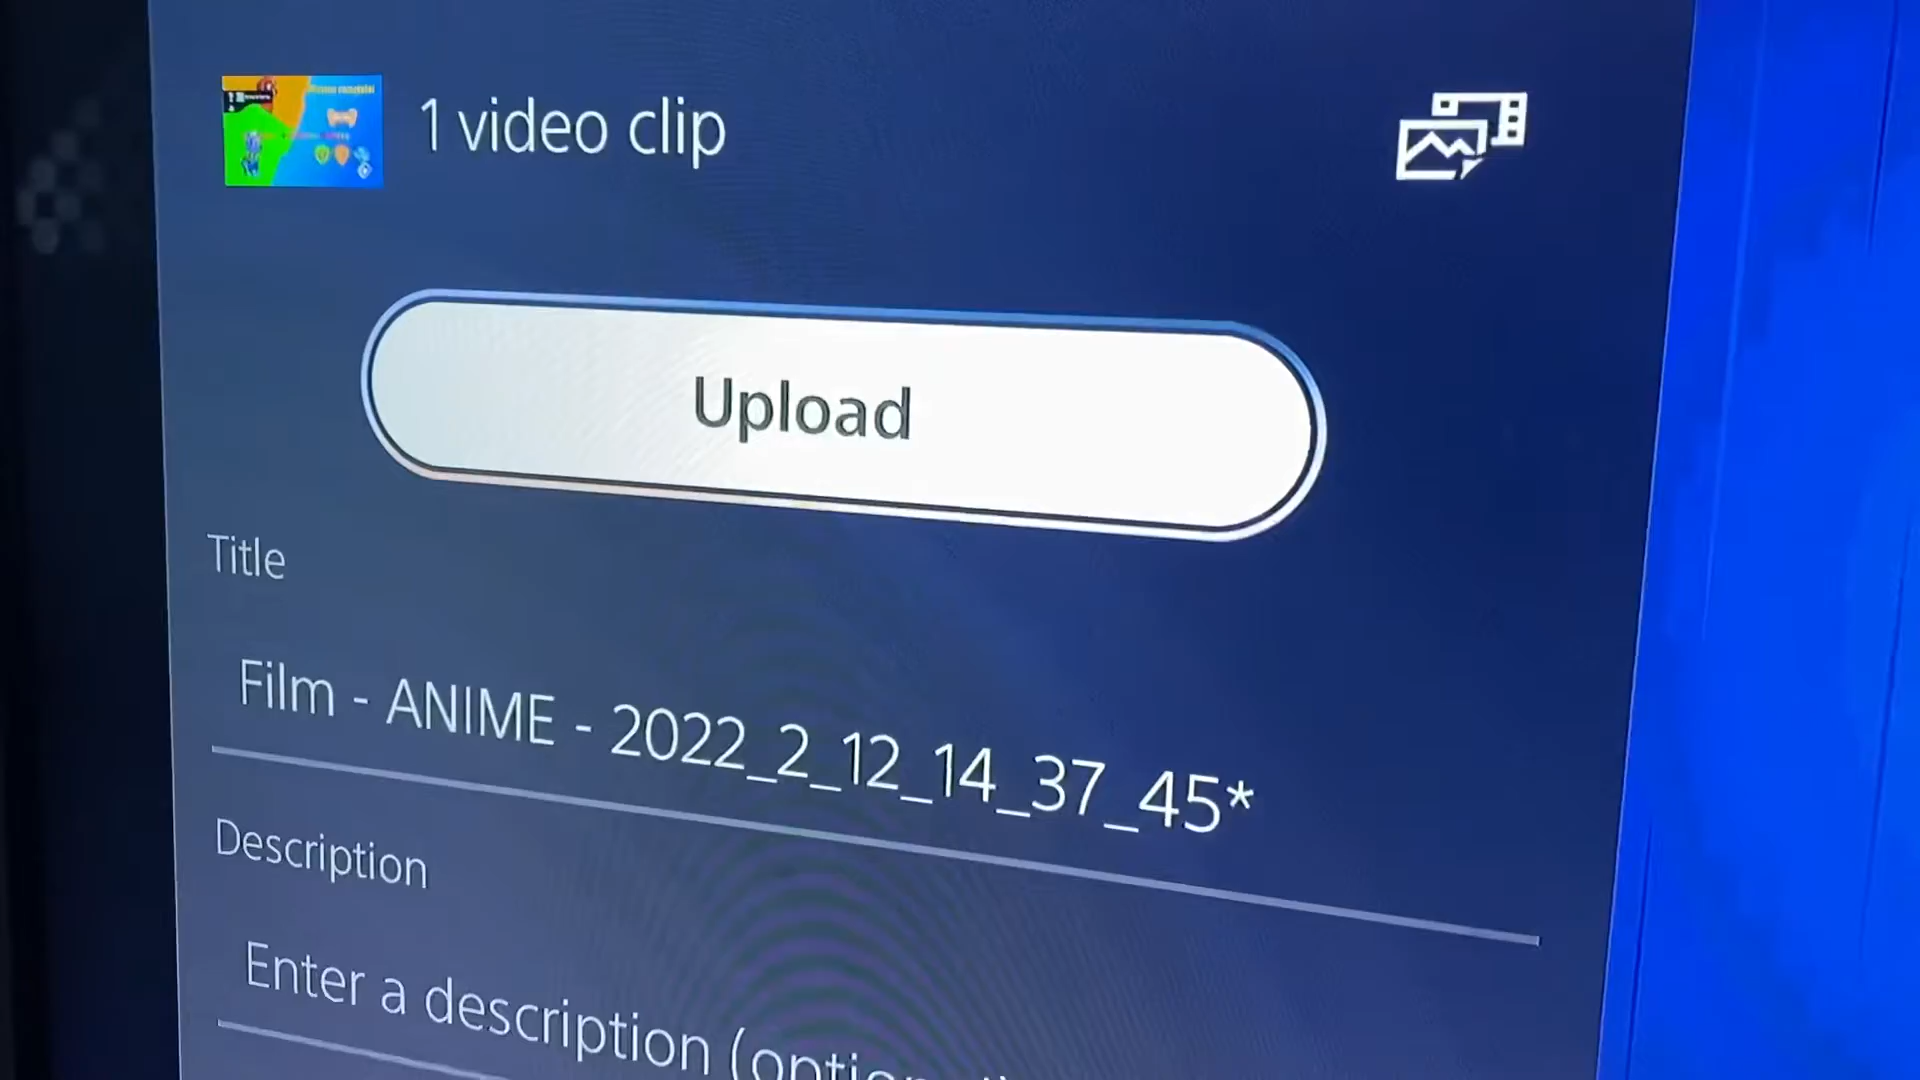 1 video clip
Upload
Title
Film - ANIME - 2022_2_12_14_37_45*
Description
Enter a description